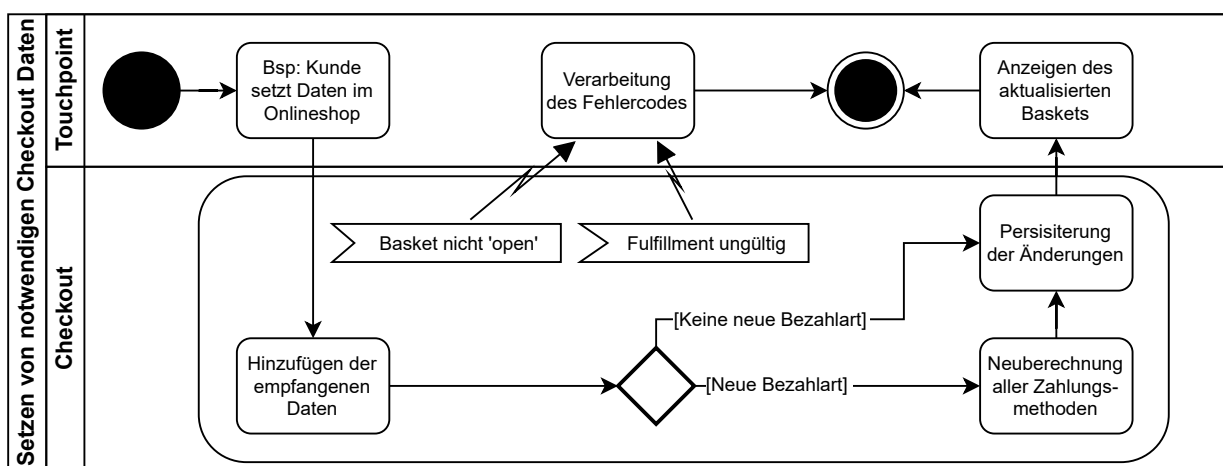 Setzen von notwendigen Checkout Daten
Touchpoint
Bsp: Kunde
setzt Daten im
Onlineshop
Verarbeitung
des Fehlercodes
Anzeigen des
aktualisierten
Baskets
Checkout
Basket nicht 'open'
Fulfillment ungültig
Persisiterung
der Änderungen
[Keine neue Bezahlart]
Hinzufügen der
empfangenen
Daten
[Neue Bezahlart]
Neuberechnung
aller Zahlungs-
methoden